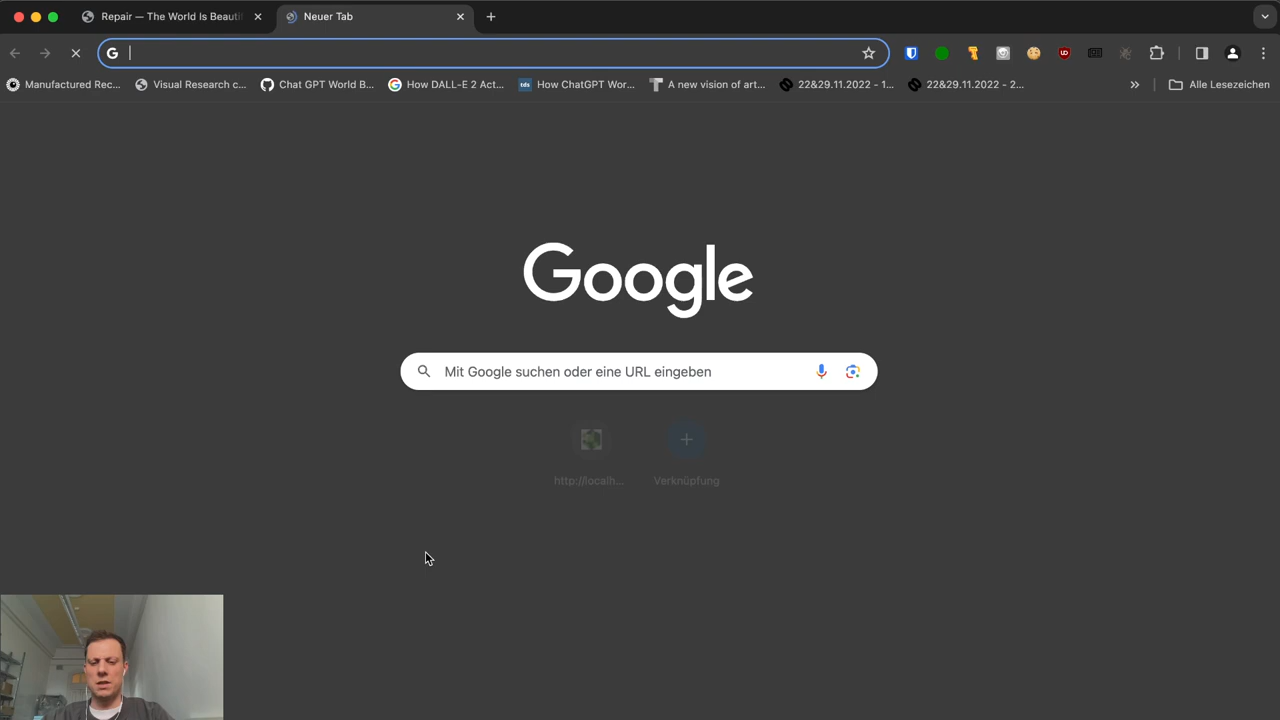 Repair — The World Is Beauti
Neuer Tab
Manufactured Rec...
Visual Research c...
Chat GPT World B...
How DALL-E 2 Act...
tds
How ChatGPT Wor...
A new vision of art...
22&29.11.2022 - 1...
22&29.11.2022 - 2...
Alle Lesezeichen
Google
Mit Google suchen oder eine URL eingeben
http://localh...
Verknüpfung